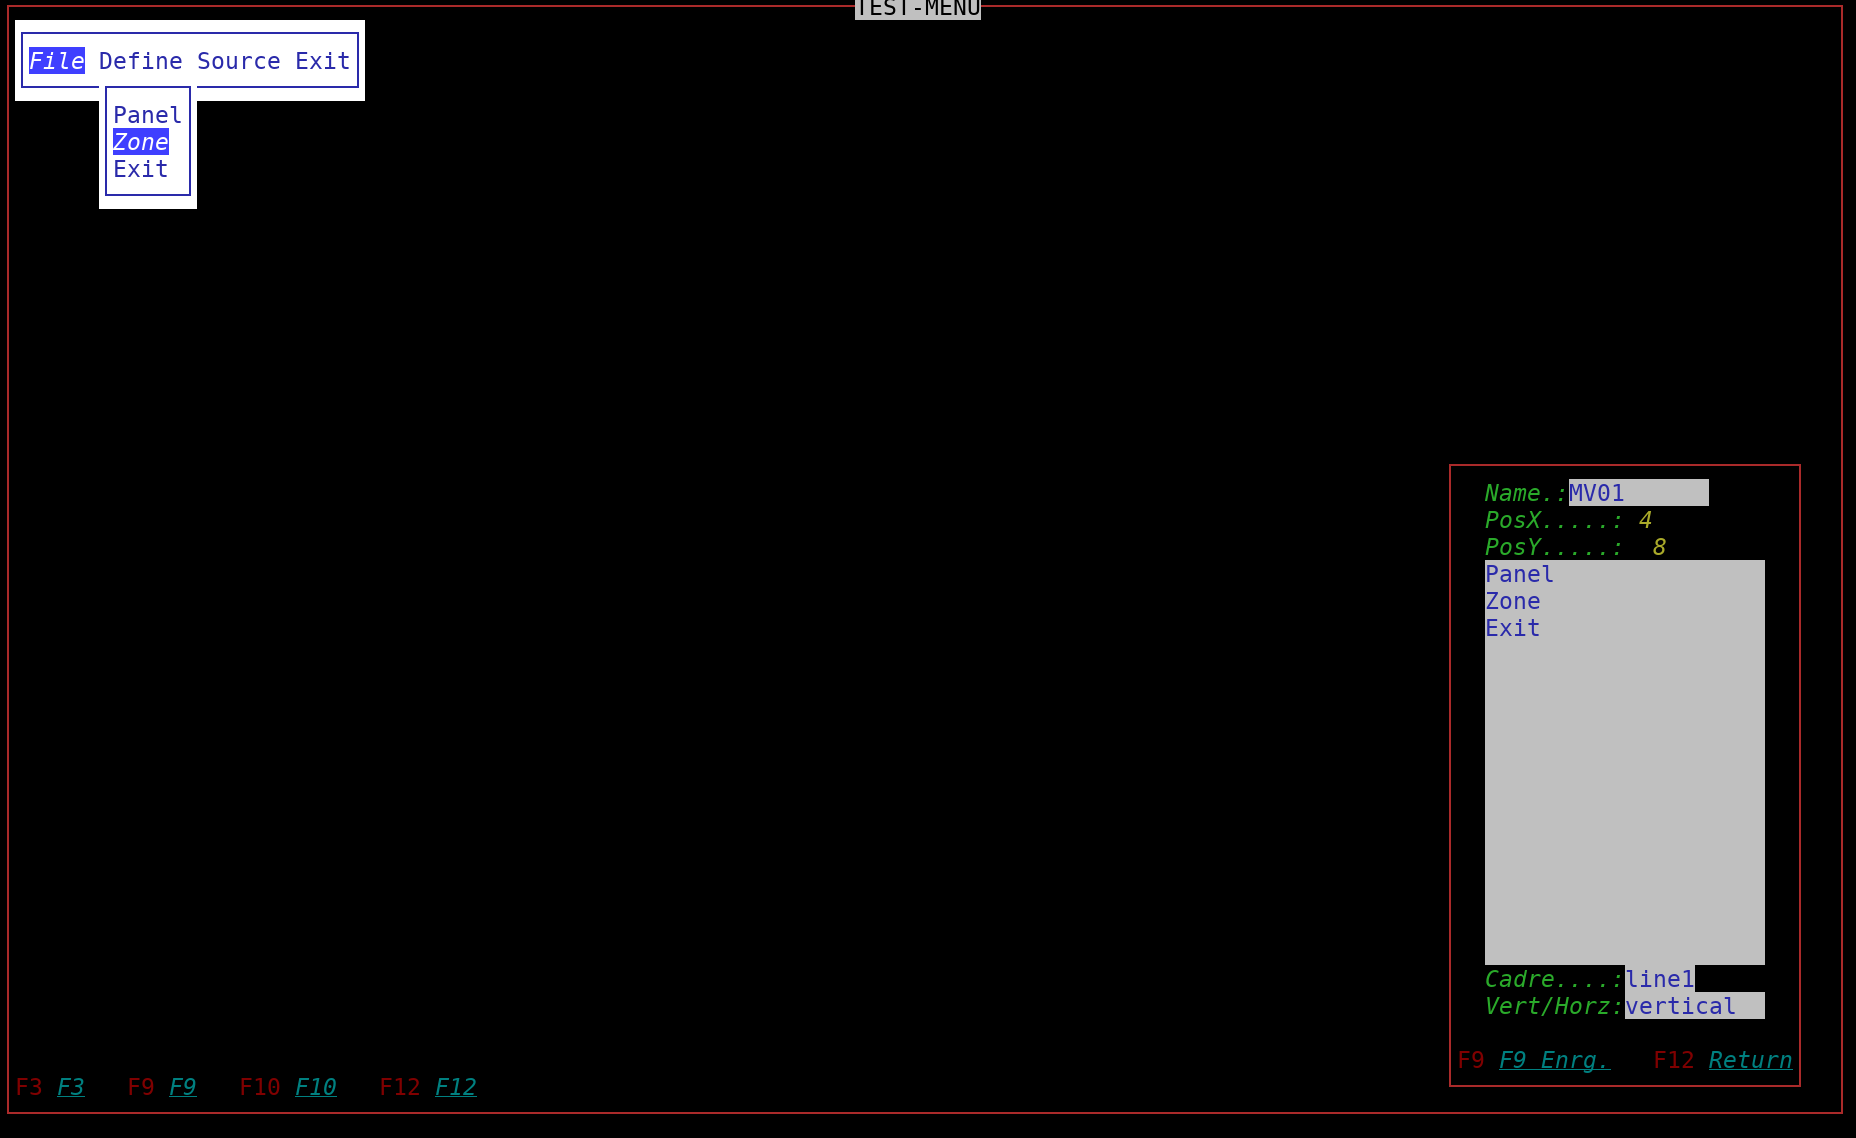 TEST-MENU
File Define Source Exit
Panel
Zone
Exit
Name.:MV01
PosX.....: 4
PosY.....: 8
Panel
Zone
Exit
Cadre....:line1
Vert/Horz:vertical
F9 F9 Enrg. F12 Return
F3 F3 F9 F9 F10 F10 F12 F12